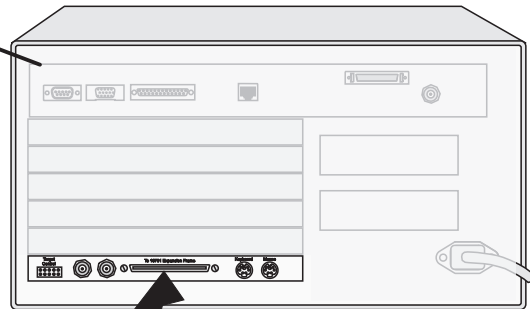 Target
Control
To 16701 Expansion Frame
Keyboard
Mouse